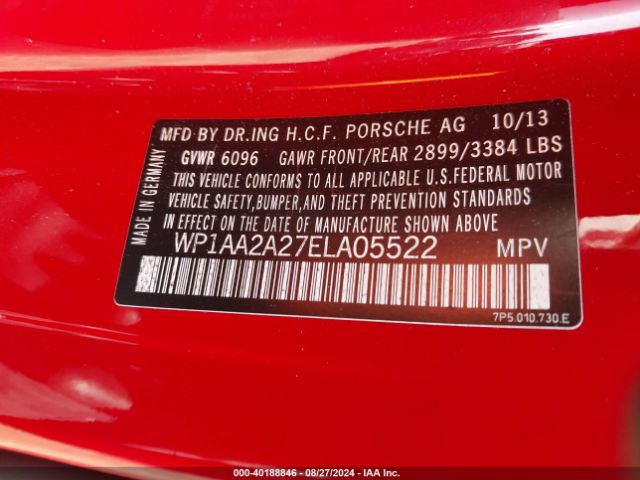 MFD BY DR.ING H.C.F. PORSCHE AG 10/13
GVWR 6096 GAWR FRONT/REAR 2899/3384 LBS
THIS VEHICLE CONFORMS TO ALL APPLICABLE U.S.FEDERAL MOTOR
VEHICLE SAFETY,BUMPER,AND THEFT PREVENTION STANDARDS
IN EFFECT ON THE DATE OF MANUFACTURE SHOWN ABOVE.
WP1AA2A27ELA05522 MPV
MADE IN GERMANY
7P5.010.730.E
000-40188846 - 08/27/2024 - IAA Inc.